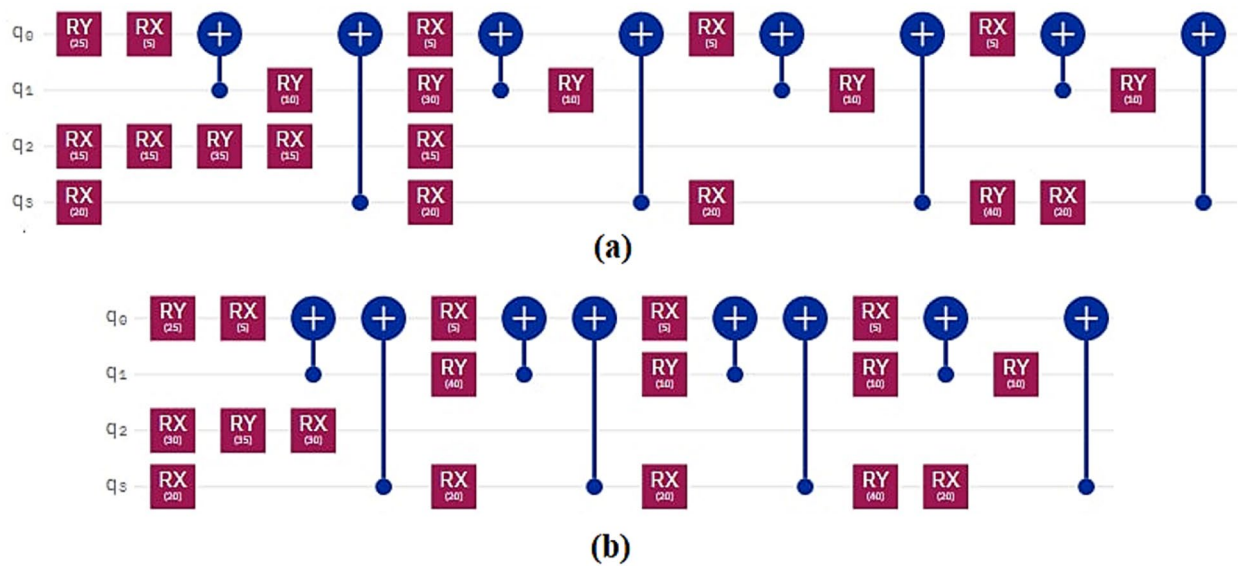 q₀ RY (25) RX (5) + + RX (5) + + RX (5) + + RX (5) + +
q₁ RY (10) RY (30) RY (10) RY (10) RY (10)
q₂ RX (15) RX (15) RY (35) RX (15) RX (15)
q₃ RX (20) RX (20) RX (20) RY (40) RX (20)
(a)
q₀ RY (25) RX (5) + + RX (5) + + RX (5) + + RX (5) + +
q₁ RY (40) RY (10) RY (10) RY (10)
q₂ RX (30) RY (35) RX (30)
q₃ RX (20) RX (20) RX (20) RY (40) RX (20)
(b)